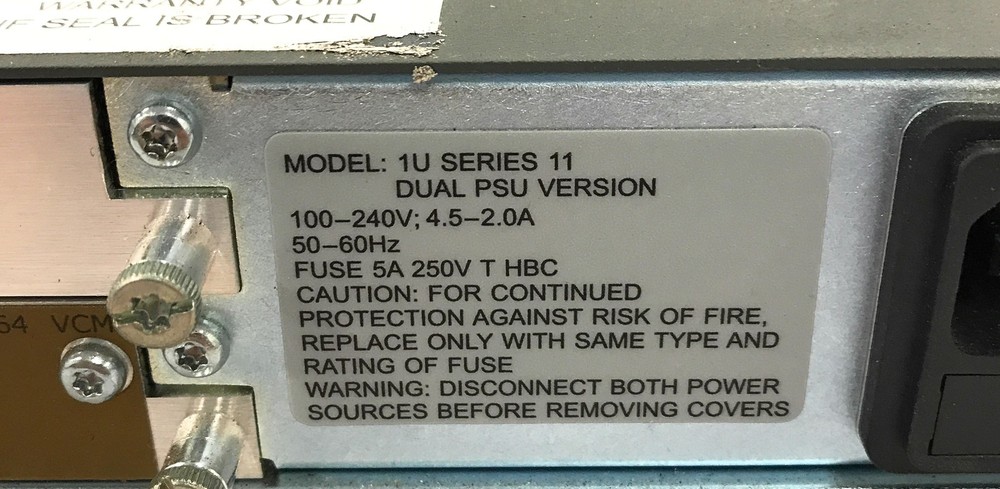 WARRANTY VOID
IF SEAL IS BROKEN
MODEL: 1U SERIES 11
DUAL PSU VERSION
100–240V; 4.5–2.0A
50–60Hz
FUSE 5A 250V T HBC
CAUTION: FOR CONTINUED
PROTECTION AGAINST RISK OF FIRE,
REPLACE ONLY WITH SAME TYPE AND
RATING OF FUSE
WARNING: DISCONNECT BOTH POWER
SOURCES BEFORE REMOVING COVERS
64 VCM